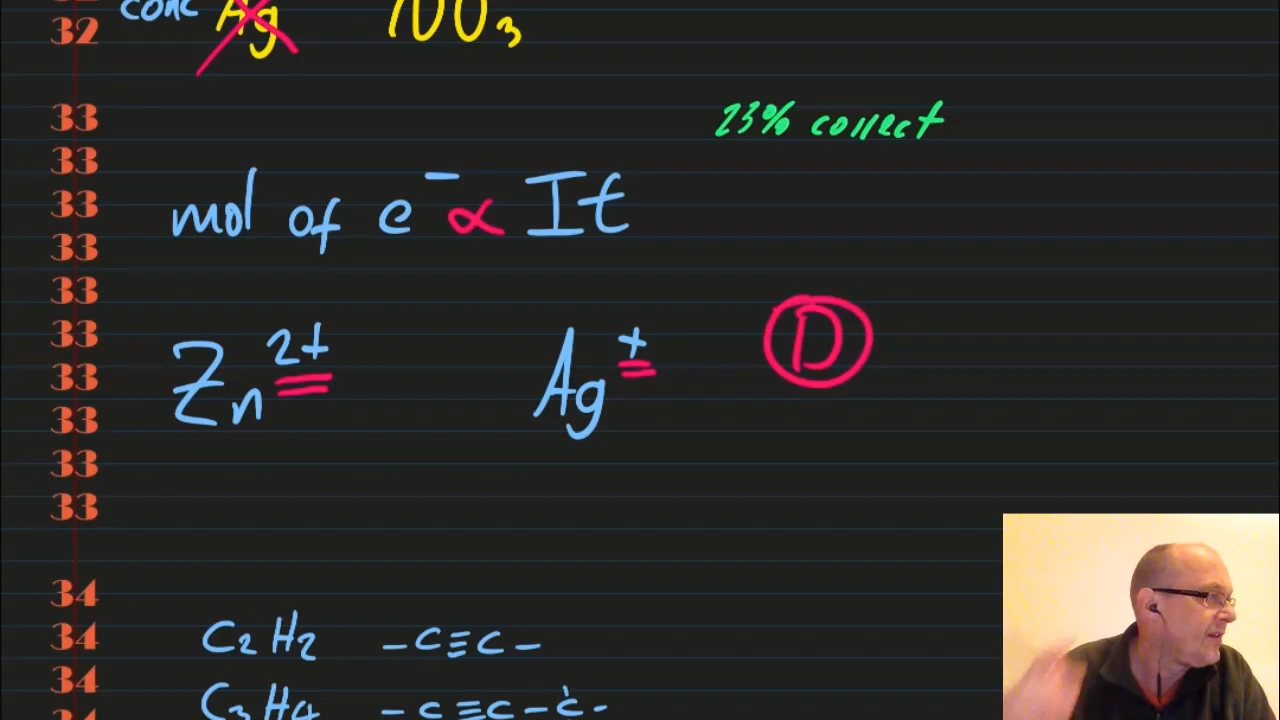 conc Ag NO₃
32
33 23% correct
33
33 mol of e⁻ ∝ It
33
33
33 Zn²⁺ Ag⁺ D
33
33
33
33
34
34 C₂H₂ -C≡C-
34 C₃H₄ -C≡C-C-
34